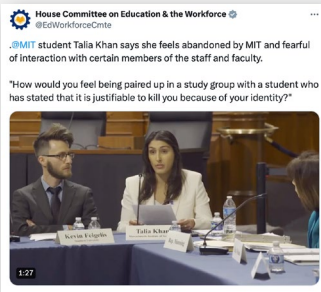 House Committee on Education & the Workforce
@EdWorkforceCmte
.@MIT student Talia Khan says she feels abandoned by MIT and fearful
of interaction with certain members of the staff and faculty.
"How would you feel being paired up in a study group with a student who
has stated that it is justifiable to kill you because of your identity?"
Kevin Feigelis
Talia Khan
1:27